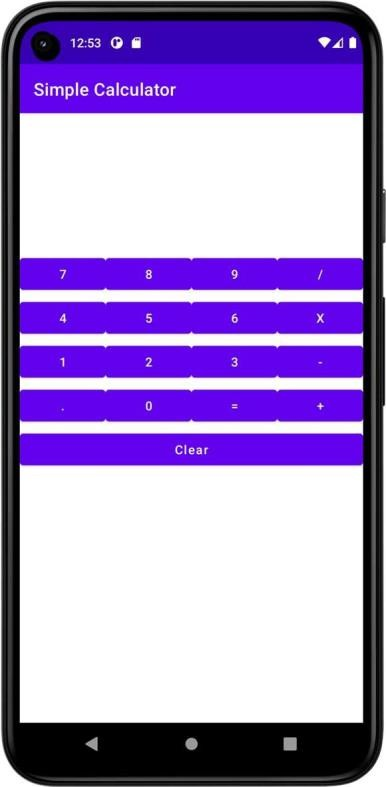 12:53
Simple Calculator
7 8 9 /
4 5 6 X
1 2 3 -
. 0 = +
Clear